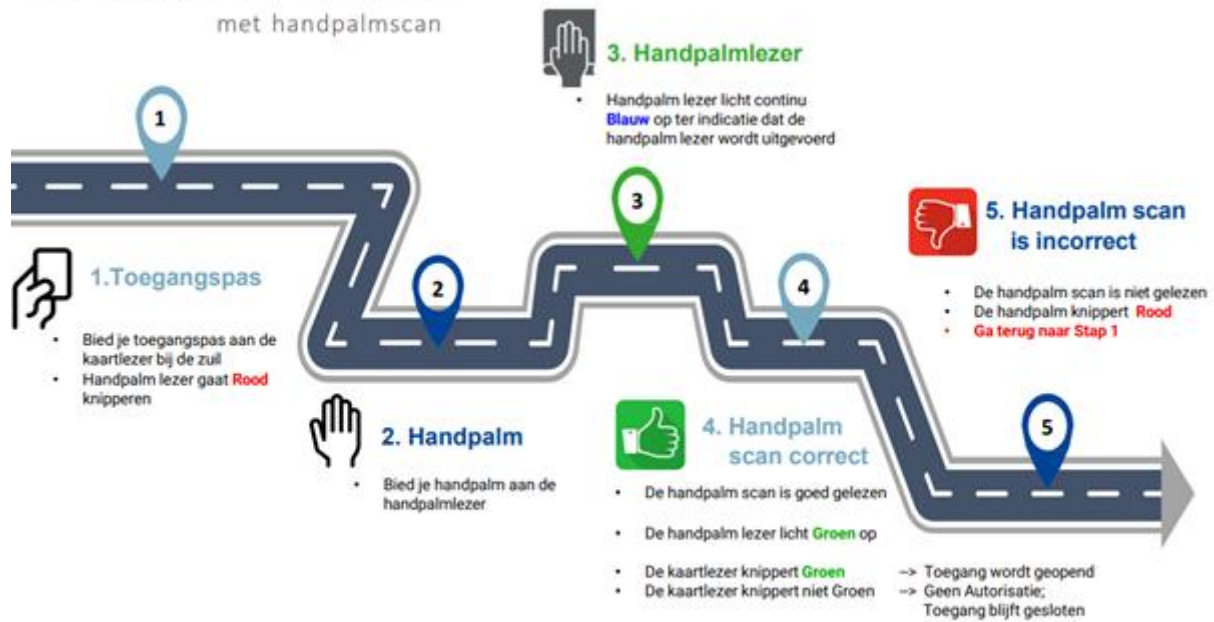 met handpalmscan
1
1.Toegangspas
• Bied je toegangspas aan de
kaartlezer bij de zuil
• Handpalm lezer gaat Rood
knipperen
2
2. Handpalm
• Bied je handpalm aan de
handpalmlezer
3
3. Handpalmlezer
• Handpalm lezer licht continu
Blauw op ter indicatie dat de
handpalm lezer wordt uitgevoerd
4
4. Handpalm
scan correct
• De handpalm scan is goed gelezen
• De handpalm lezer licht Groen op
• De kaartlezer knippert Groen –> Toegang wordt geopend
• De kaartlezer knippert niet Groen –> Geen Autorisatie;
Toegang blijft gesloten
5
5. Handpalm scan
is incorrect
• De handpalm scan is niet gelezen
• De handpalm knippert Rood
• Ga terug naar Stap 1